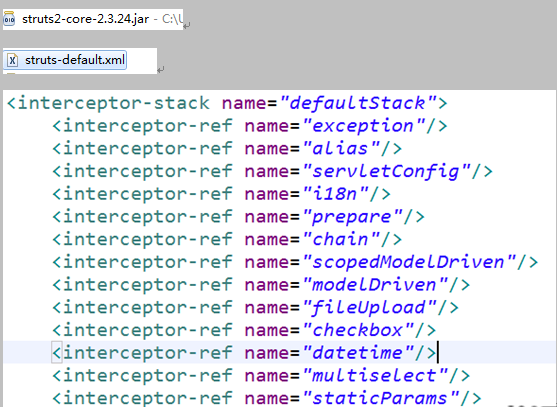 struts2-core-2.3.24.jar - C:\U
struts-default.xml
<interceptor-stack name="defaultStack">
<interceptor-ref name="exception"/>
<interceptor-ref name="alias"/>
<interceptor-ref name="servletConfig"/>
<interceptor-ref name="i18n"/>
<interceptor-ref name="prepare"/>
<interceptor-ref name="chain"/>
<interceptor-ref name="scopedModelDriven"/>
<interceptor-ref name="modelDriven"/>
<interceptor-ref name="fileUpload"/>
<interceptor-ref name="checkbox"/>
<interceptor-ref name="datetime"/>
<interceptor-ref name="multiselect"/>
<interceptor-ref name="staticParams"/>